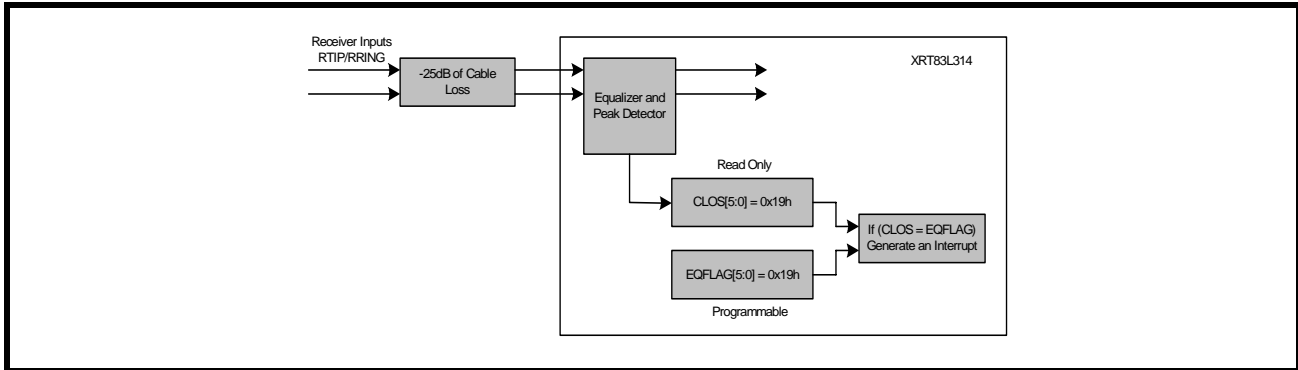 Receiver Inputs
RTIP/RRING
-25dB of Cable
Loss
XRT83L314
Equalizer and
Peak Detector
Read Only
CLOS[5:0] = 0x19h
If (CLOS = EQFLAG)
Generate an Interrupt
EQFLAG[5:0] = 0x19h
Programmable